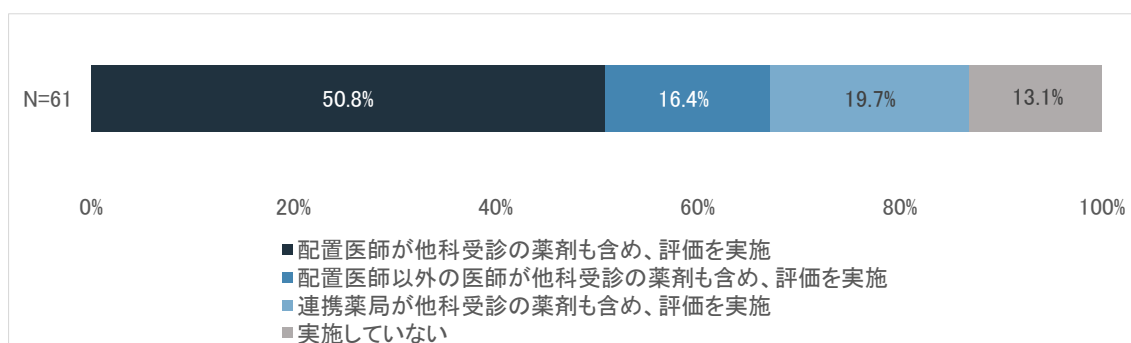 N=61
50.8%
16.4%
19.7%
13.1%
0%
20%
40%
60%
80%
100%
配置医師が他科受診の薬剤も含め、評価を実施
配置医師以外の医師が他科受診の薬剤も含め、評価を実施
連携薬局が他科受診の薬剤も含め、評価を実施
実施していない